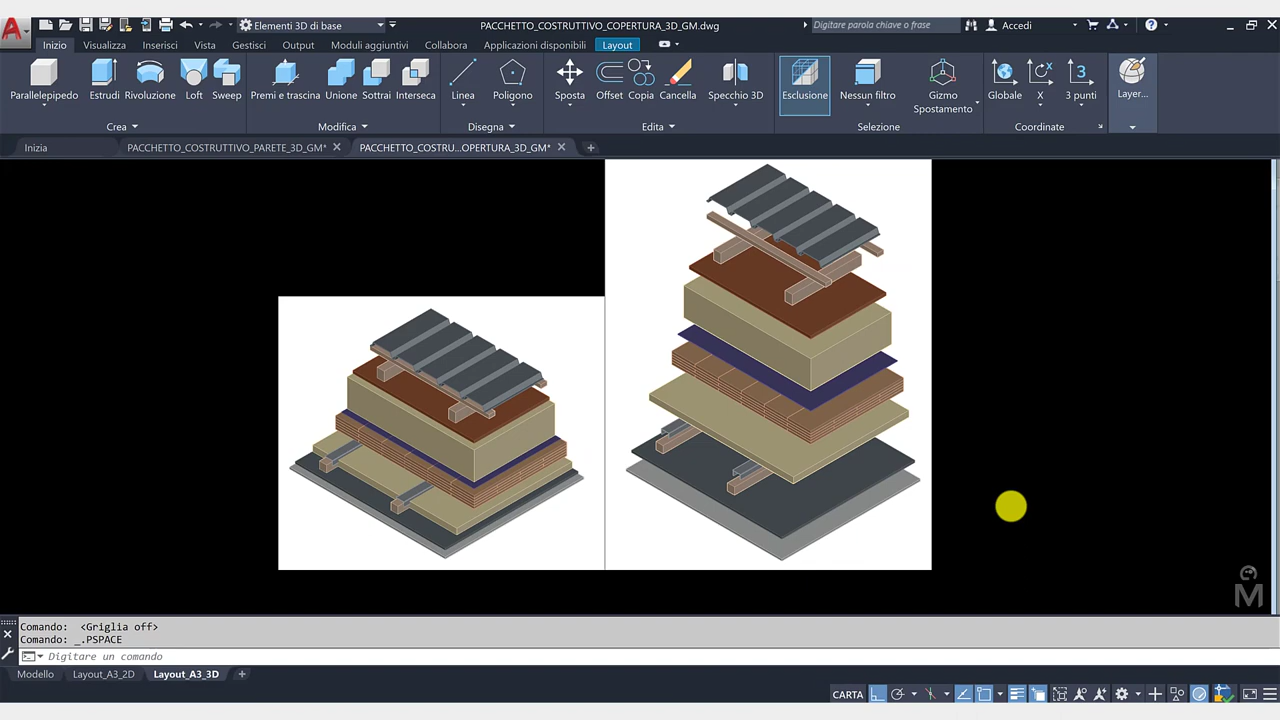 Elementi 3D di base
PACCHETTO_COSTRUTTIVO_COPERTURA_3D_GM.dwg
Digitare parola chiave o frase
Accedi
Inizio Visualizza Inserisci Vista Gestisci Output Moduli aggiuntivi Collabora Applicazioni disponibili Layout
Parallelepipedo Estrudi Rivoluzione Loft Sweep Premi e trascina Unione Sottrai Interseca Linea Poligono Sposta Offset Copia Cancella Specchio 3D Esclusione Nessun filtro Gizmo Spostamento Globale X 3 punti Layer...
Crea Modifica Disegna Edita Selezione Coordinate
Inizia PACCHETTO_COSTRUTTIVO_PARETE_3D_GM* PACCHETTO_COSTRU...OPERTURA_3D_GM*
M
Comando: <Griglia off>
Comando: _.PSPACE
Digitare un comando
Modello Layout_A3_2D Layout_A3_3D
CARTA